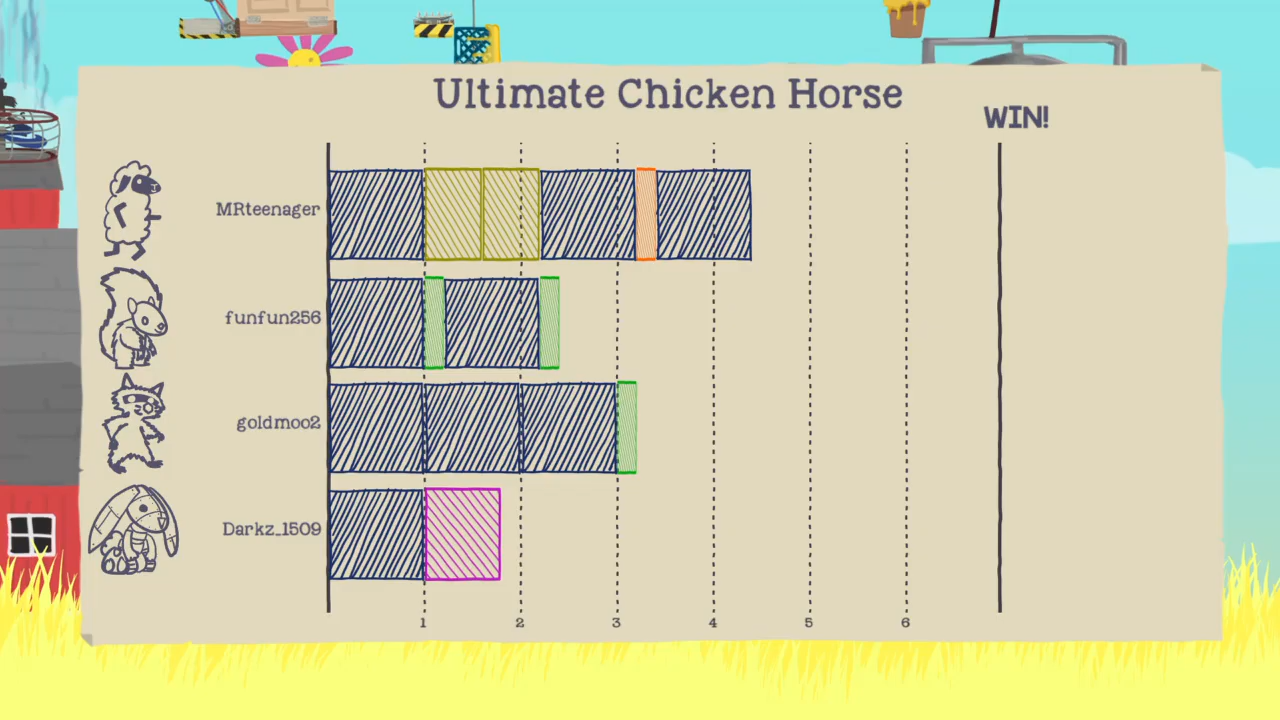 Ultimate Chicken Horse
WIN!
MRteenager
funfun256
goldmoo2
Darkz_1509
1 2 3 4 5 6